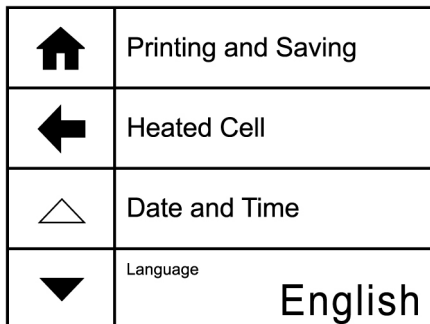 Printing and Saving
Heated Cell
Date and Time
Language
English